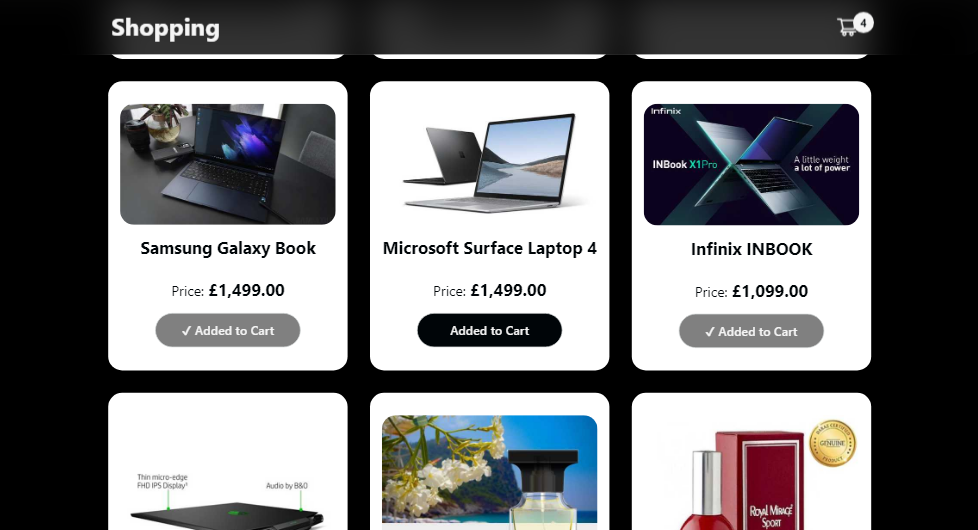 Shopping
4
Infinix
INBook X1Pro
A little weight
a lot of power
Samsung Galaxy Book
Microsoft Surface Laptop 4
Infinix INBOOK
Price: £1,499.00
Price: £1,499.00
Price: £1,099.00
✓ Added to Cart
Added to Cart
✓ Added to Cart
Thin micro-edge
FHD IPS Display¹
Audio by B&O
GENUINE
ROYAL MIRAGE
SPORT